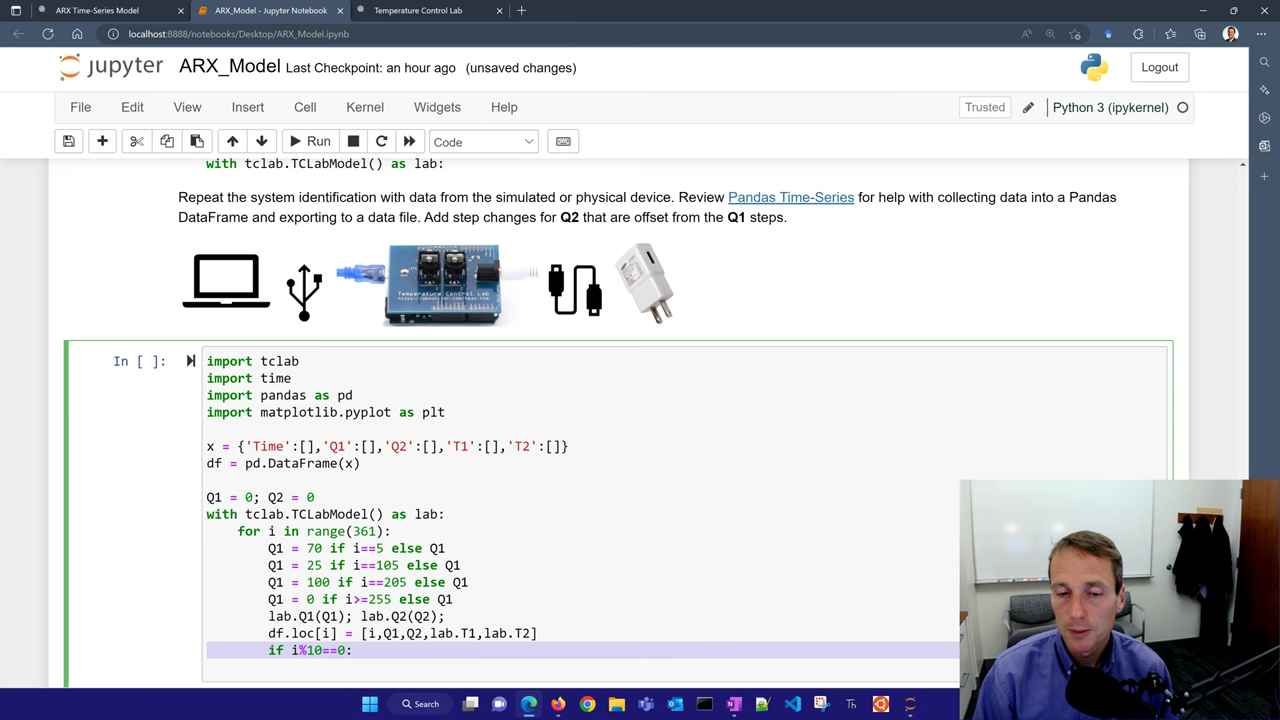 ARX Time-Series Model
ARX_Model - Jupyter Notebook
Temperature Control Lab
localhost:8888/notebooks/Desktop/ARX_Model.ipynb
jupyter ARX_Model Last Checkpoint: an hour ago (unsaved changes)
Logout
File Edit View Insert Cell Kernel Widgets Help
Trusted
Python 3 (ipykernel)
Run
Code
with tclab.TCLabModel() as lab:
Repeat the system identification with data from the simulated or physical device. Review Pandas Time-Series for help with collecting data into a Pandas
DataFrame and exporting to a data file. Add step changes for Q2 that are offset from the Q1 steps.
Temperature Control Lab
In [ ]:
import tclab
import time
import pandas as pd
import matplotlib.pyplot as plt
x = {'Time':[],'Q1':[],'Q2':[],'T1':[],'T2':[]}
df = pd.DataFrame(x)
Q1 = 0; Q2 = 0
with tclab.TCLabModel() as lab:
for i in range(361):
Q1 = 70 if i==5 else Q1
Q1 = 25 if i==105 else Q1
Q1 = 100 if i==205 else Q1
Q1 = 0 if i>=255 else Q1
lab.Q1(Q1); lab.Q2(Q2);
df.loc[i] = [i,Q1,Q2,lab.T1,lab.T2]
if i%10==0:
Search